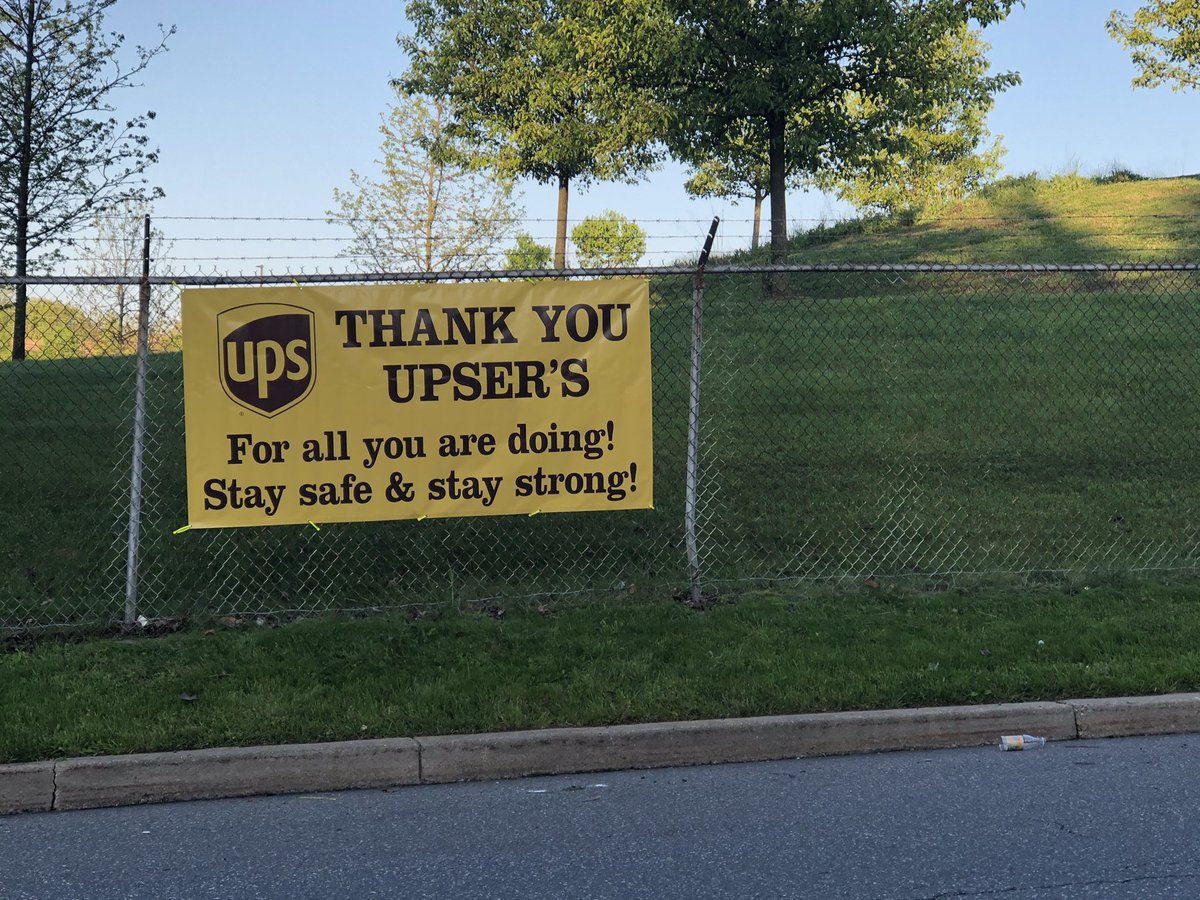 ups
THANK YOU
UPSER'S
For all you are doing!
Stay safe & stay strong!